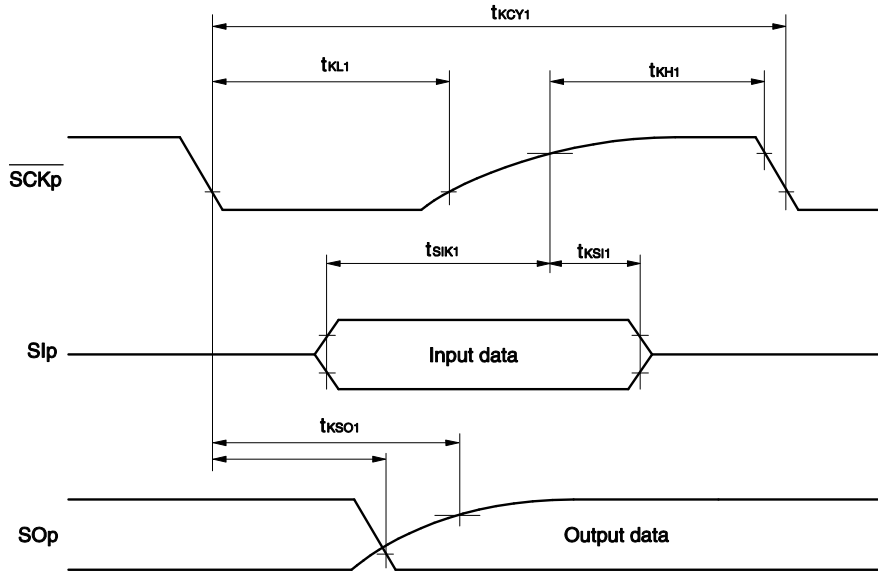 tKCY1
tKL1
tKH1
SCKp
tSIK1
tKSI1
SIp
Input data
tKSO1
SOp
Output data